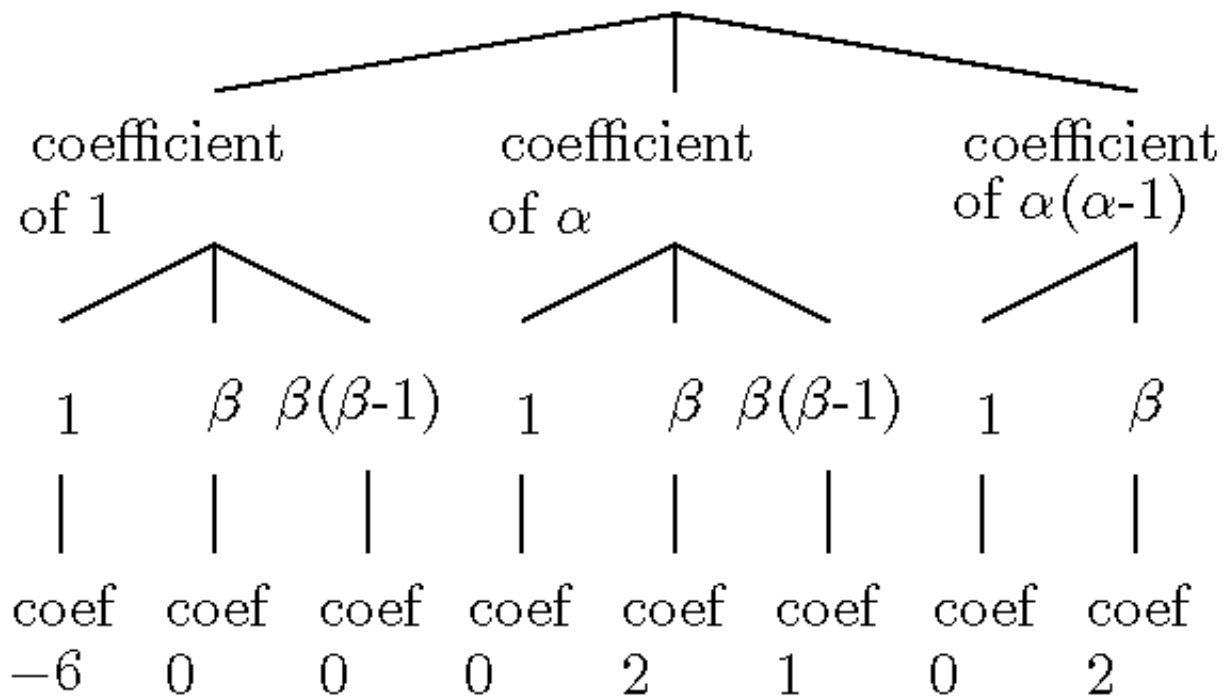 coefficient coefficient coefficient
of 1 of α of α(α-1)
1 β β(β-1) 1 β β(β-1) 1 β
coef coef coef coef coef coef coef coef
−6 0 0 0 2 1 0 2